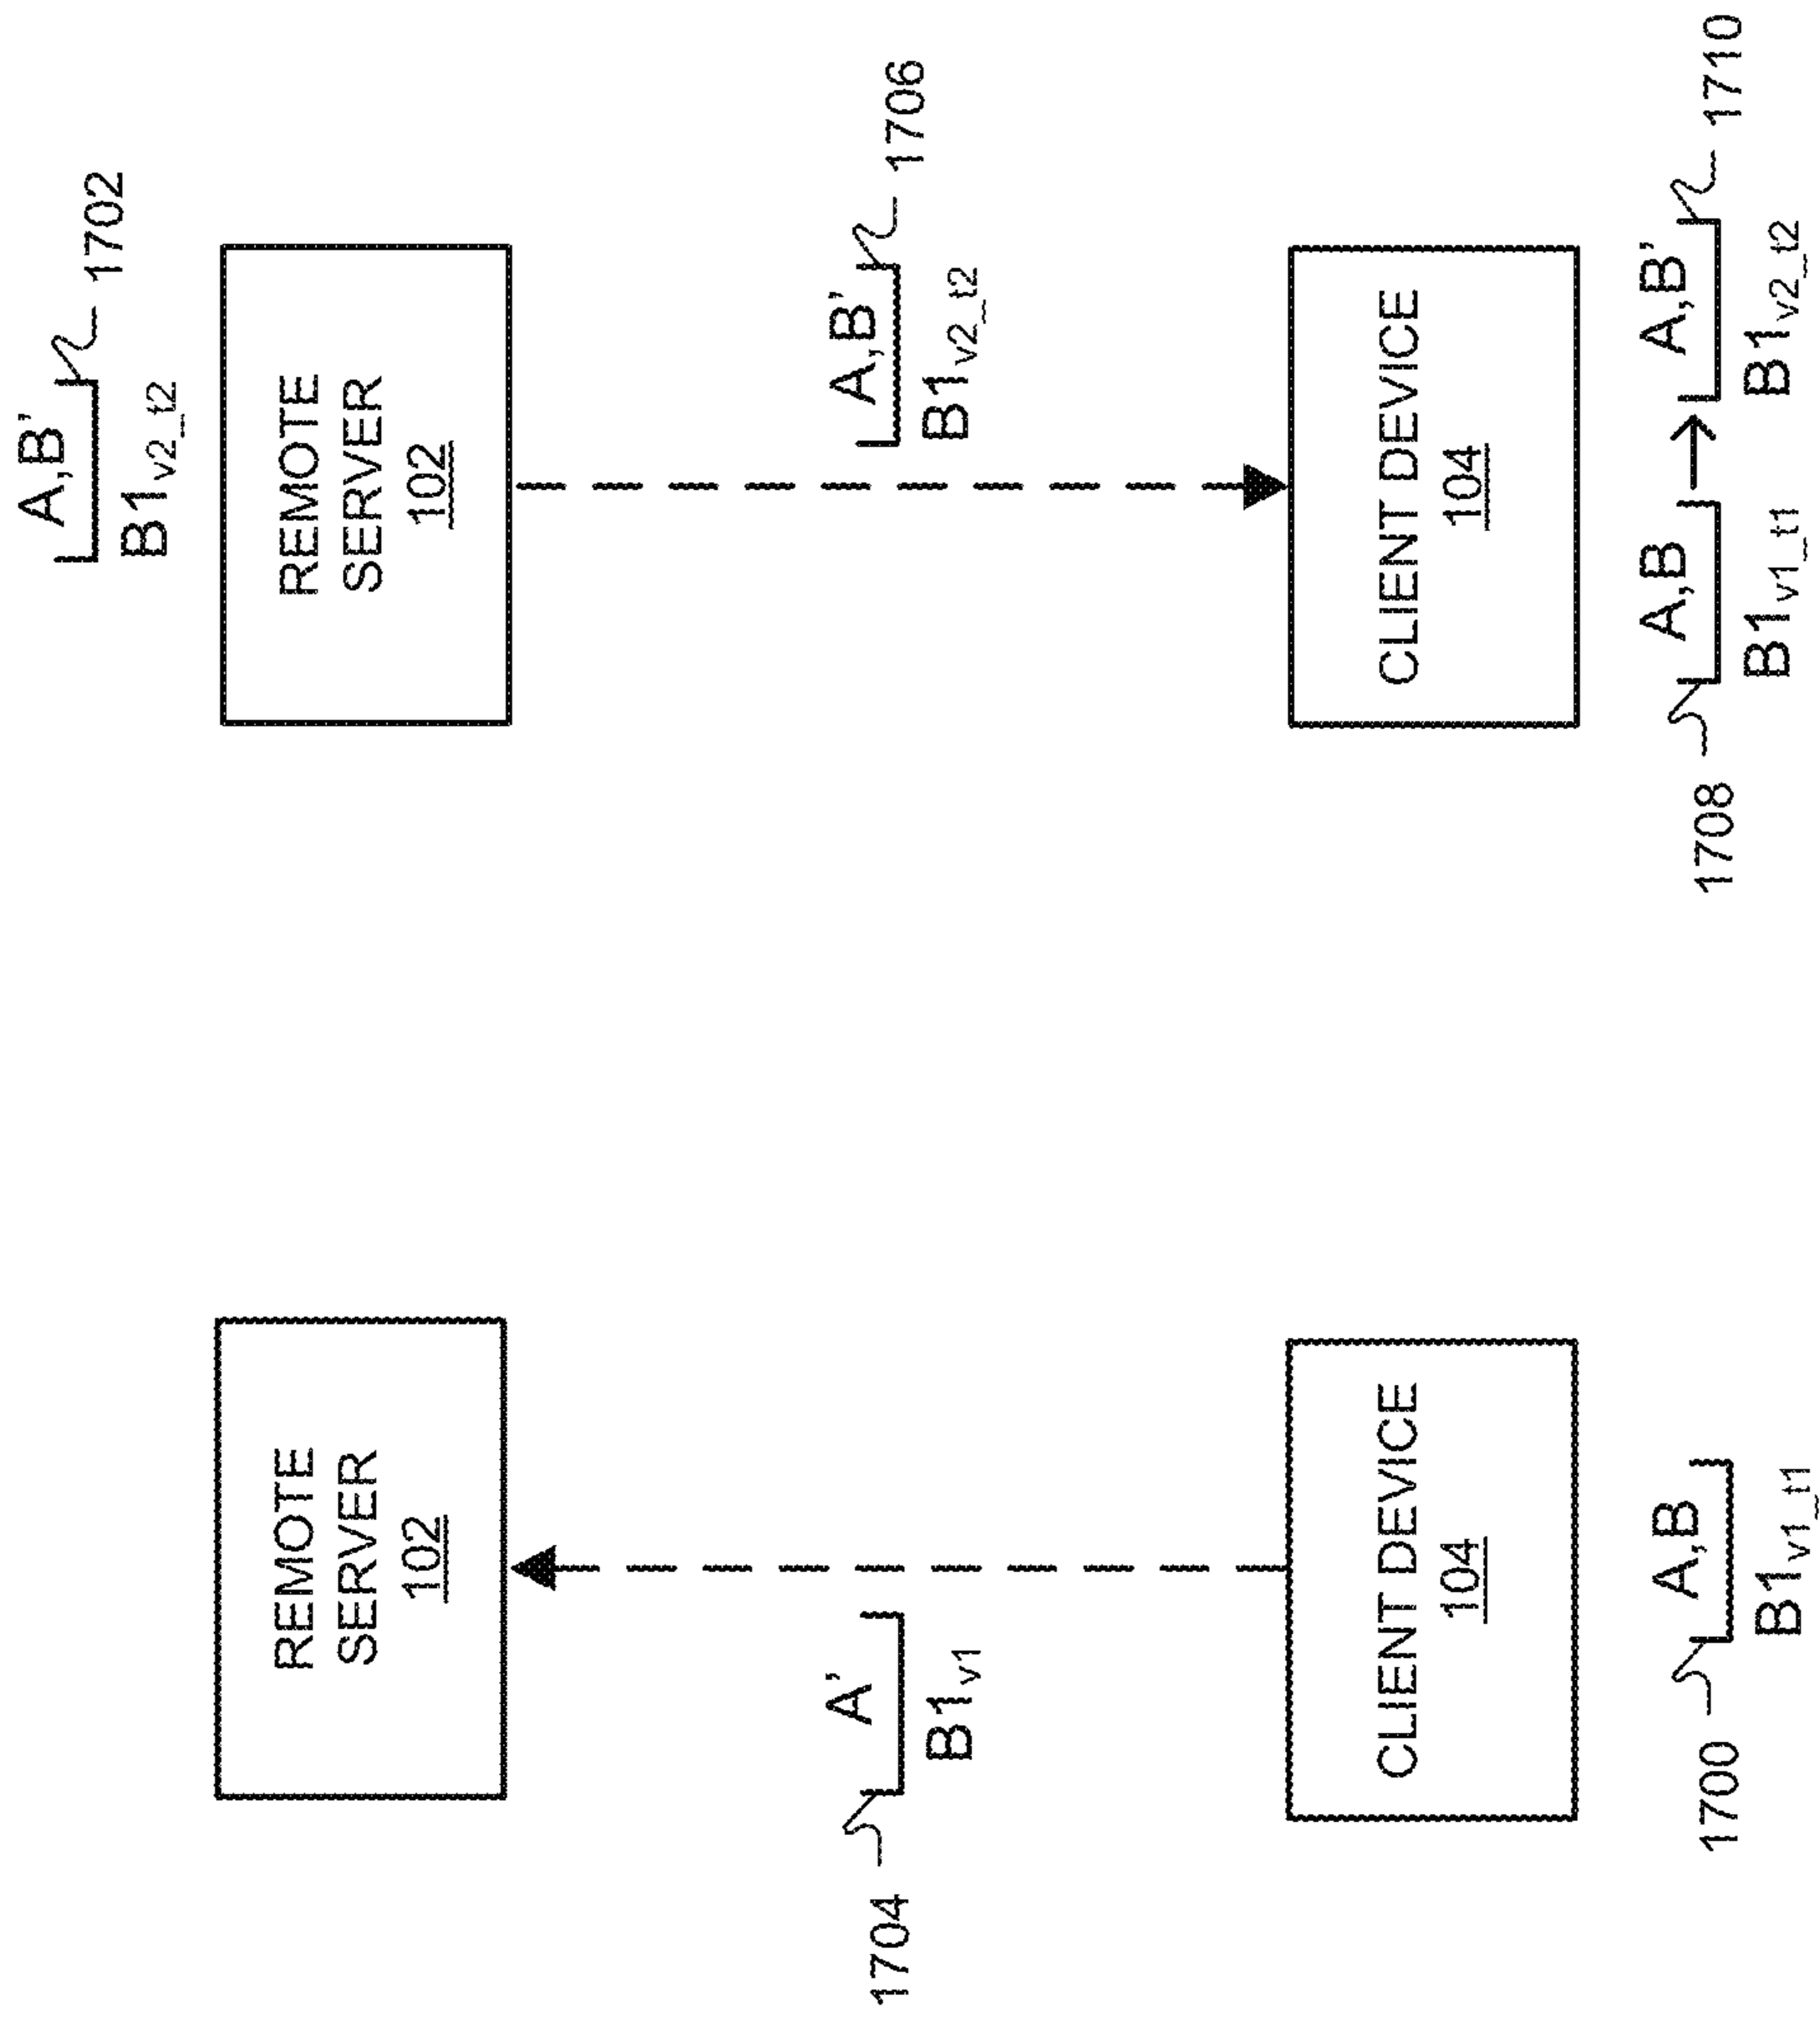 REMOTE
SERVER
102
A'
1704
B1v1
CLIENT DEVICE
104
A,B
1700
B1v1_t1
A,B'
1702
B1v2_t2
REMOTE
SERVER
102
A,B'
1706
B1v2_t2
CLIENT DEVICE
104
1708
A,B
→
A,B'
1710
B1v1_t1
B1v2_t2